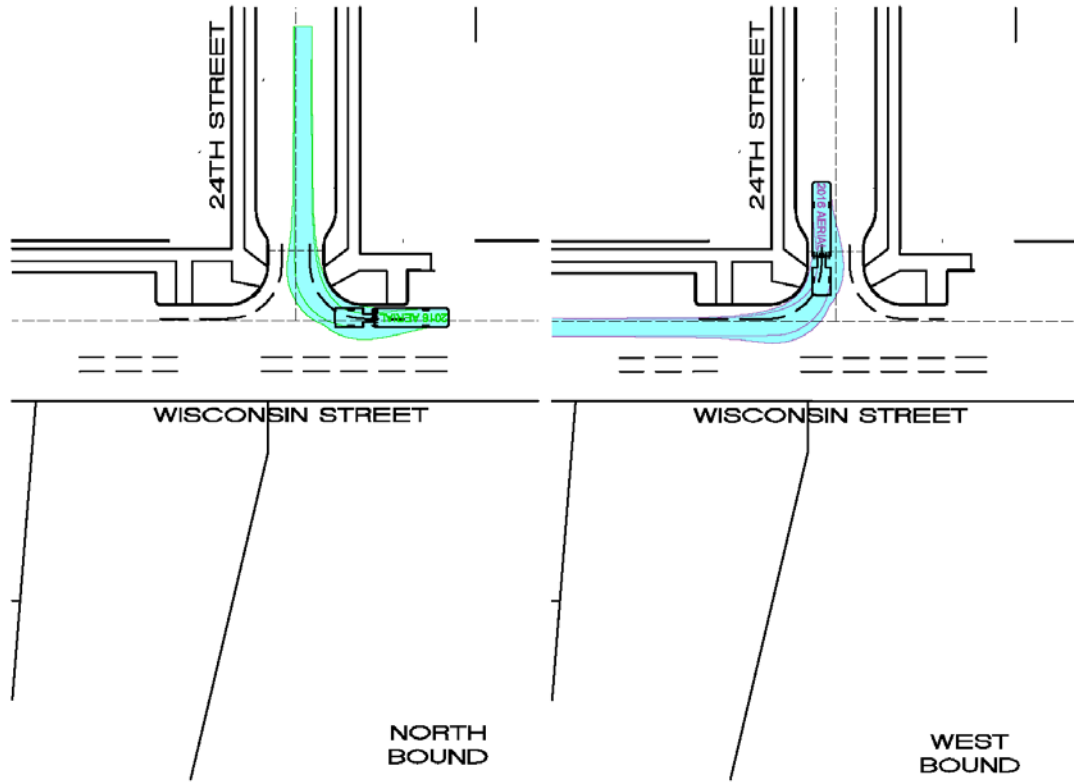 24TH STREET
2016 AERIAL
WISCONSIN STREET
NORTH
BOUND
24TH STREET
2016 AERIAL
WISCONSIN STREET
WEST
BOUND